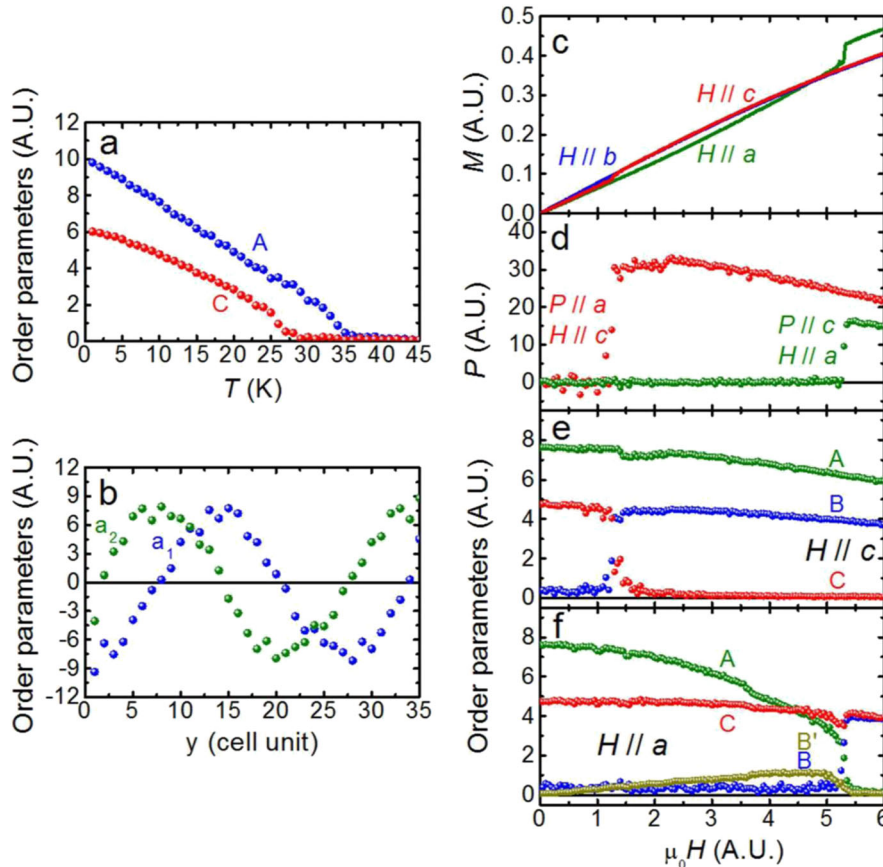 a
Order parameters (A.U.)
12
10
8
6
4
2
0
A
C
0 5 10 15 20 25 30 35 40 45
T (K)
b
Order parameters (A.U.)
12
9
6
3
0
-3
-6
-9
-12
a2
a1
0 5 10 15 20 25 30 35
y (cell unit)
c
M (A.U.)
0.5
0.4
0.3
0.2
0.1
0.0
H // c
H // b
H // a
d
P (A.U.)
40
30
20
10
0
P // a
H // c
P // c
H // a
e
Order parameters (A.U.)
8
6
4
2
0
A
B
H // c
C
f
8
6
4
2
0
A
C
H // a
B'
B
0 1 2 3 4 5 6
μ0H (A.U.)